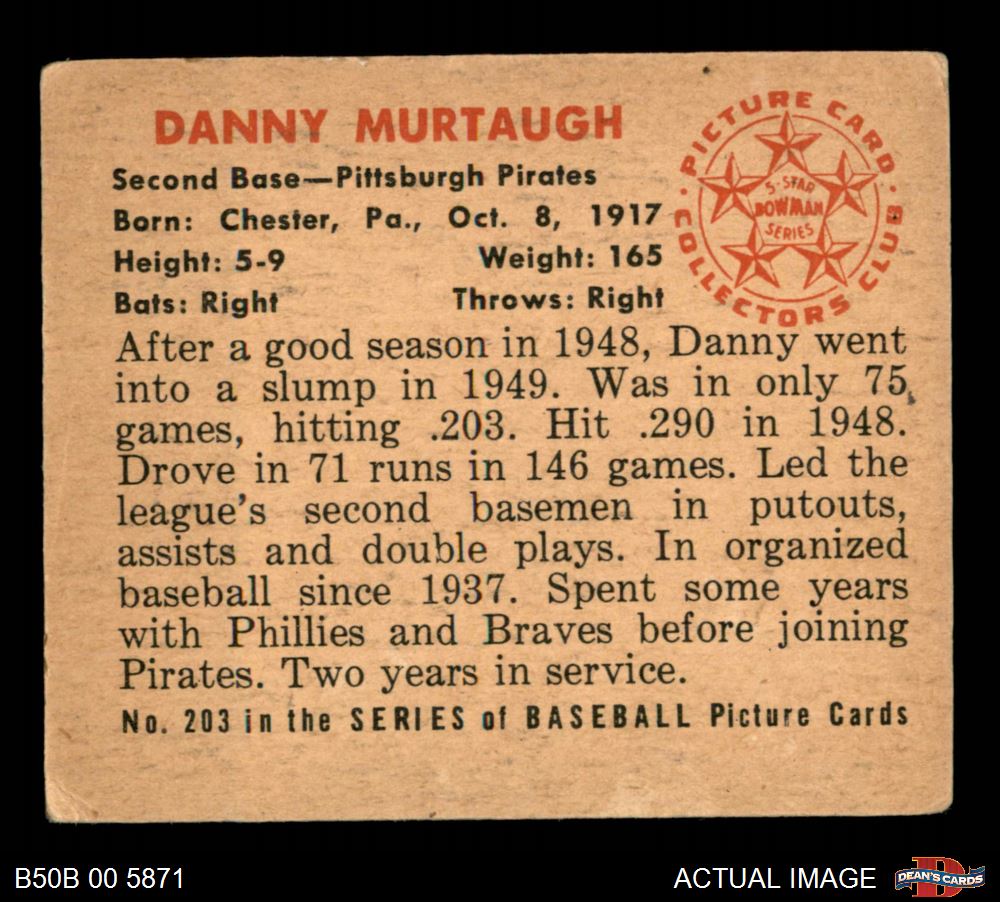 DANNY MURTAUGH
Second Base—Pittsburgh Pirates
Born: Chester, Pa., Oct. 8, 1917
Height: 5-9 Weight: 165
Bats: Right Throws: Right
PICTURE CARD
COLLECTORS CLUB
5-STAR
BOWMAN
SERIES
After a good season in 1948, Danny went
into a slump in 1949. Was in only 75
games, hitting .203. Hit .290 in 1948.
Drove in 71 runs in 146 games. Led the
league's second basemen in putouts,
assists and double plays. In organized
baseball since 1937. Spent some years
with Phillies and Braves before joining
Pirates. Two years in service.
No. 203 in the SERIES of BASEBALL Picture Cards
B50B 00 5871
ACTUAL IMAGE
D
DEAN'S CARDS